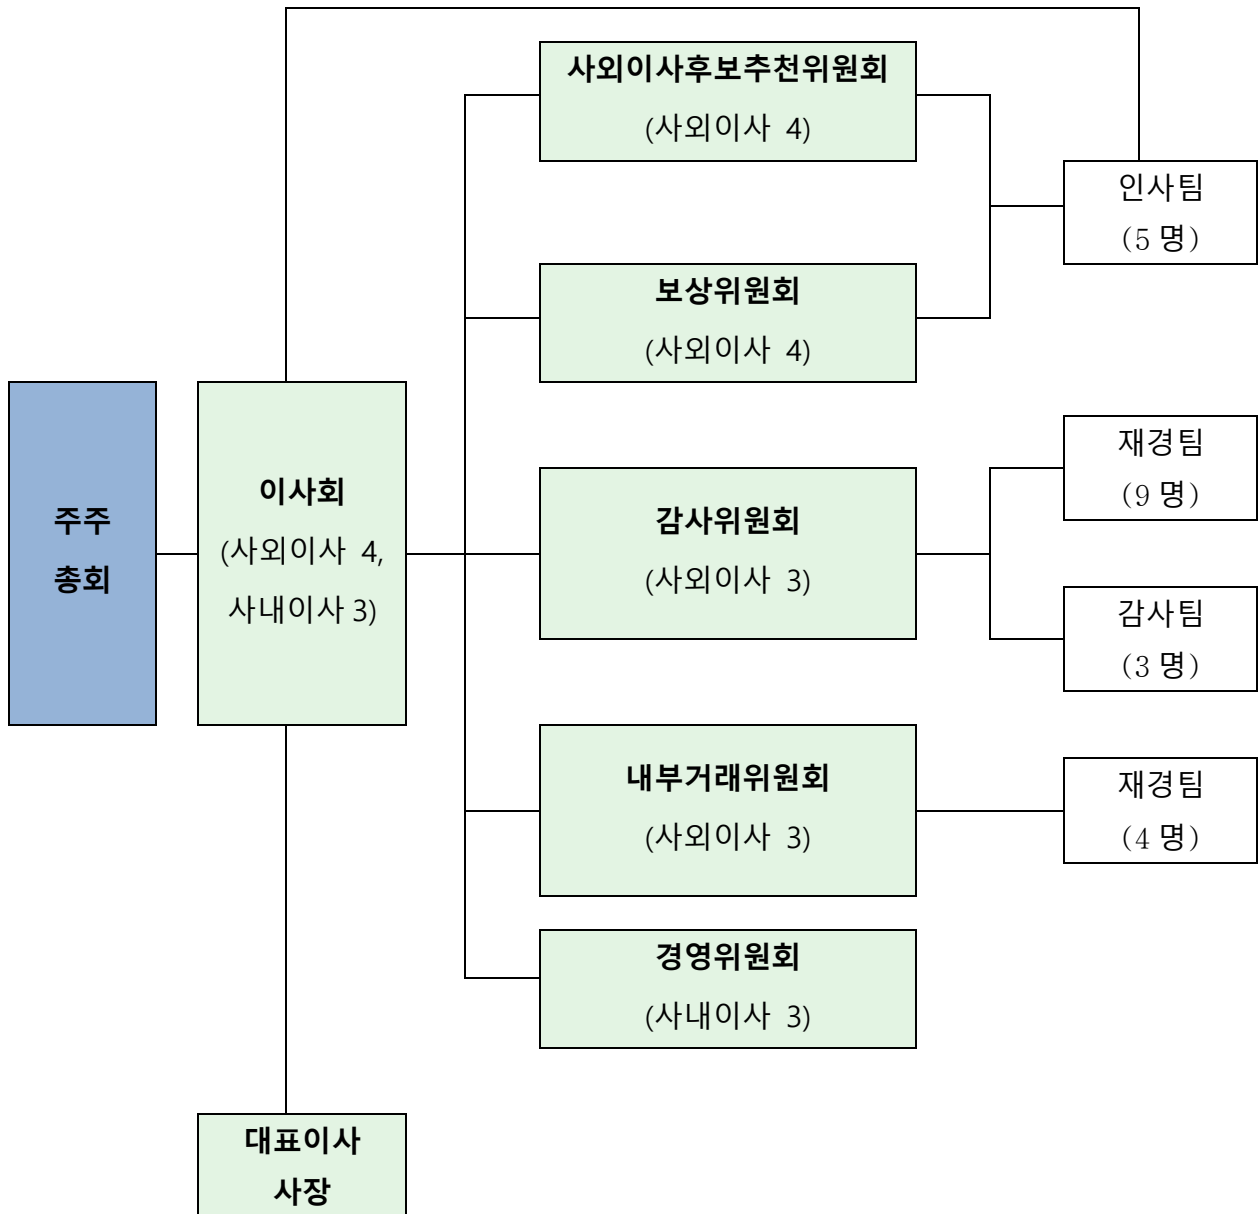 사외이사후보추천위원회
(사외이사 4)
인사팀
(5 명)
보상위원회
(사외이사 4)
주주
총회
이사회
(사외이사 4,
사내이사 3)
감사위원회
(사외이사 3)
재경팀
(9 명)
감사팀
(3 명)
내부거래위원회
(사외이사 3)
재경팀
(4 명)
경영위원회
(사내이사 3)
대표이사
사장